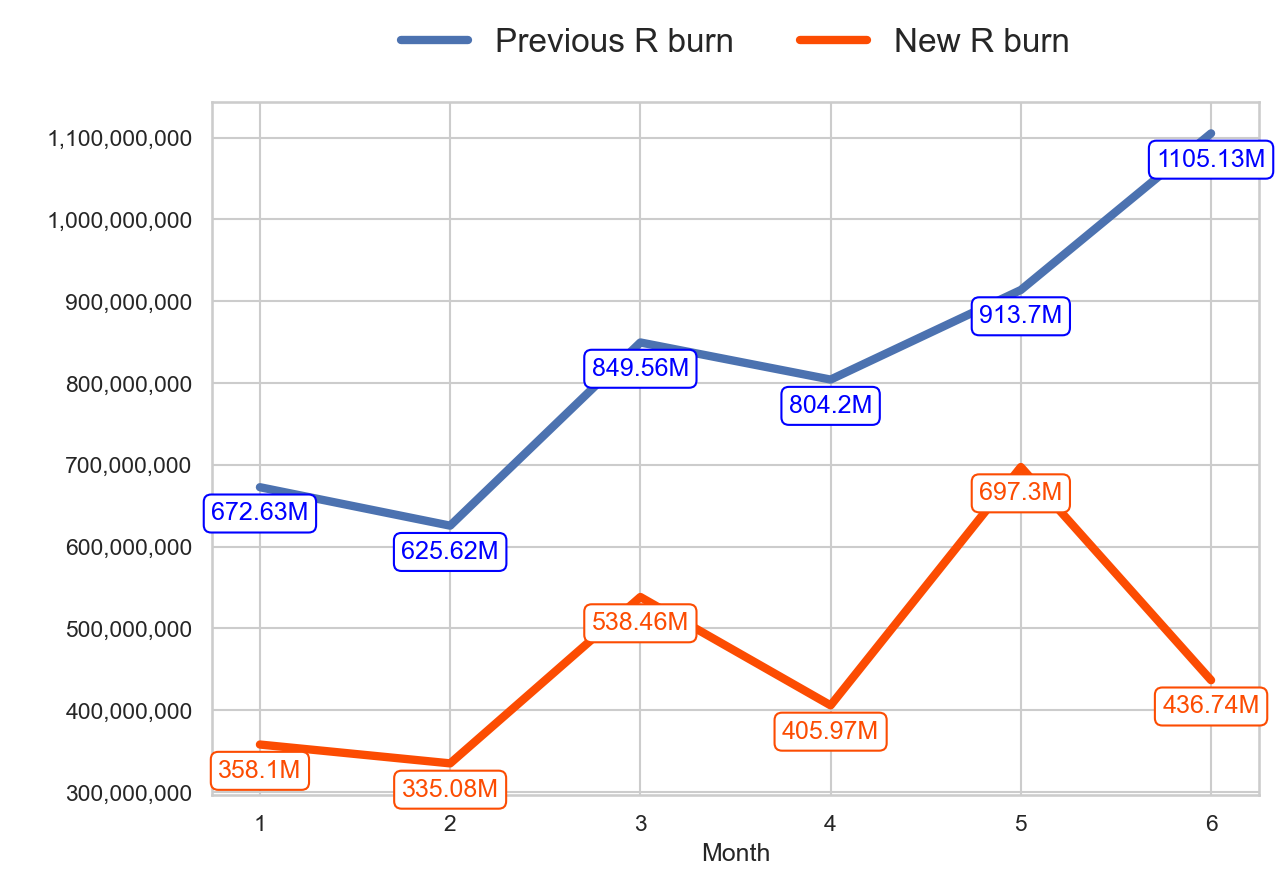 Previous R burn New R burn
1,100,000,000
1105.13M
1,000,000,000
900,000,000
913.7M
849.56M
800,000,000
804.2M
700,000,000
697.3M
672.63M
625.62M
600,000,000
538.46M
500,000,000
436.74M
400,000,000
405.97M
358.1M
335.08M
300,000,000
1 2 3 4 5 6
Month